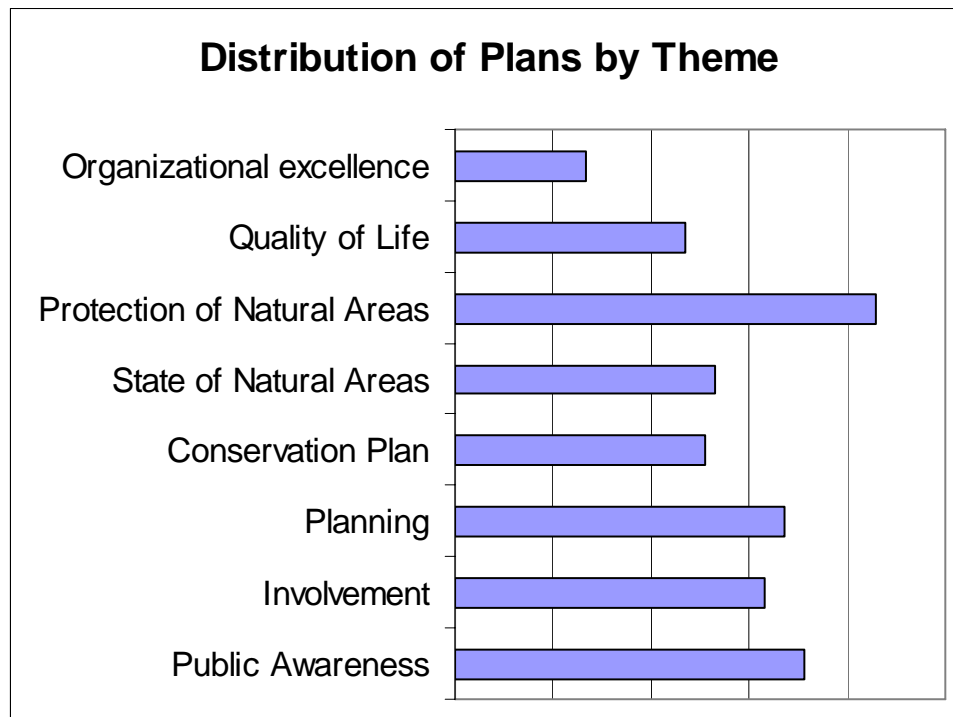 Distribution of Plans by Theme
Organizational excellence
Quality of Life
Protection of Natural Areas
State of Natural Areas
Conservation Plan
Planning
Involvement
Public Awareness